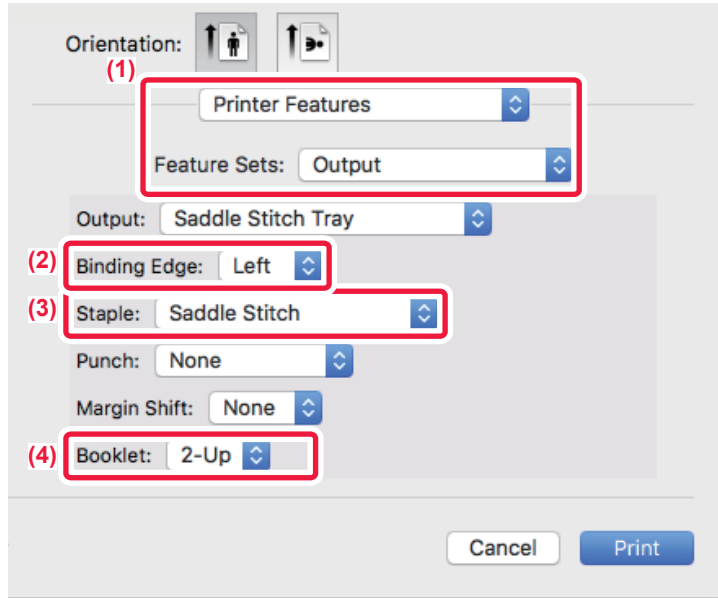 Orientation:
(1)
Printer Features
Feature Sets: Output
Output: Saddle Stitch Tray
(2) Binding Edge: Left
(3) Staple: Saddle Stitch
Punch: None
Margin Shift: None
(4) Booklet: 2-Up
Cancel Print